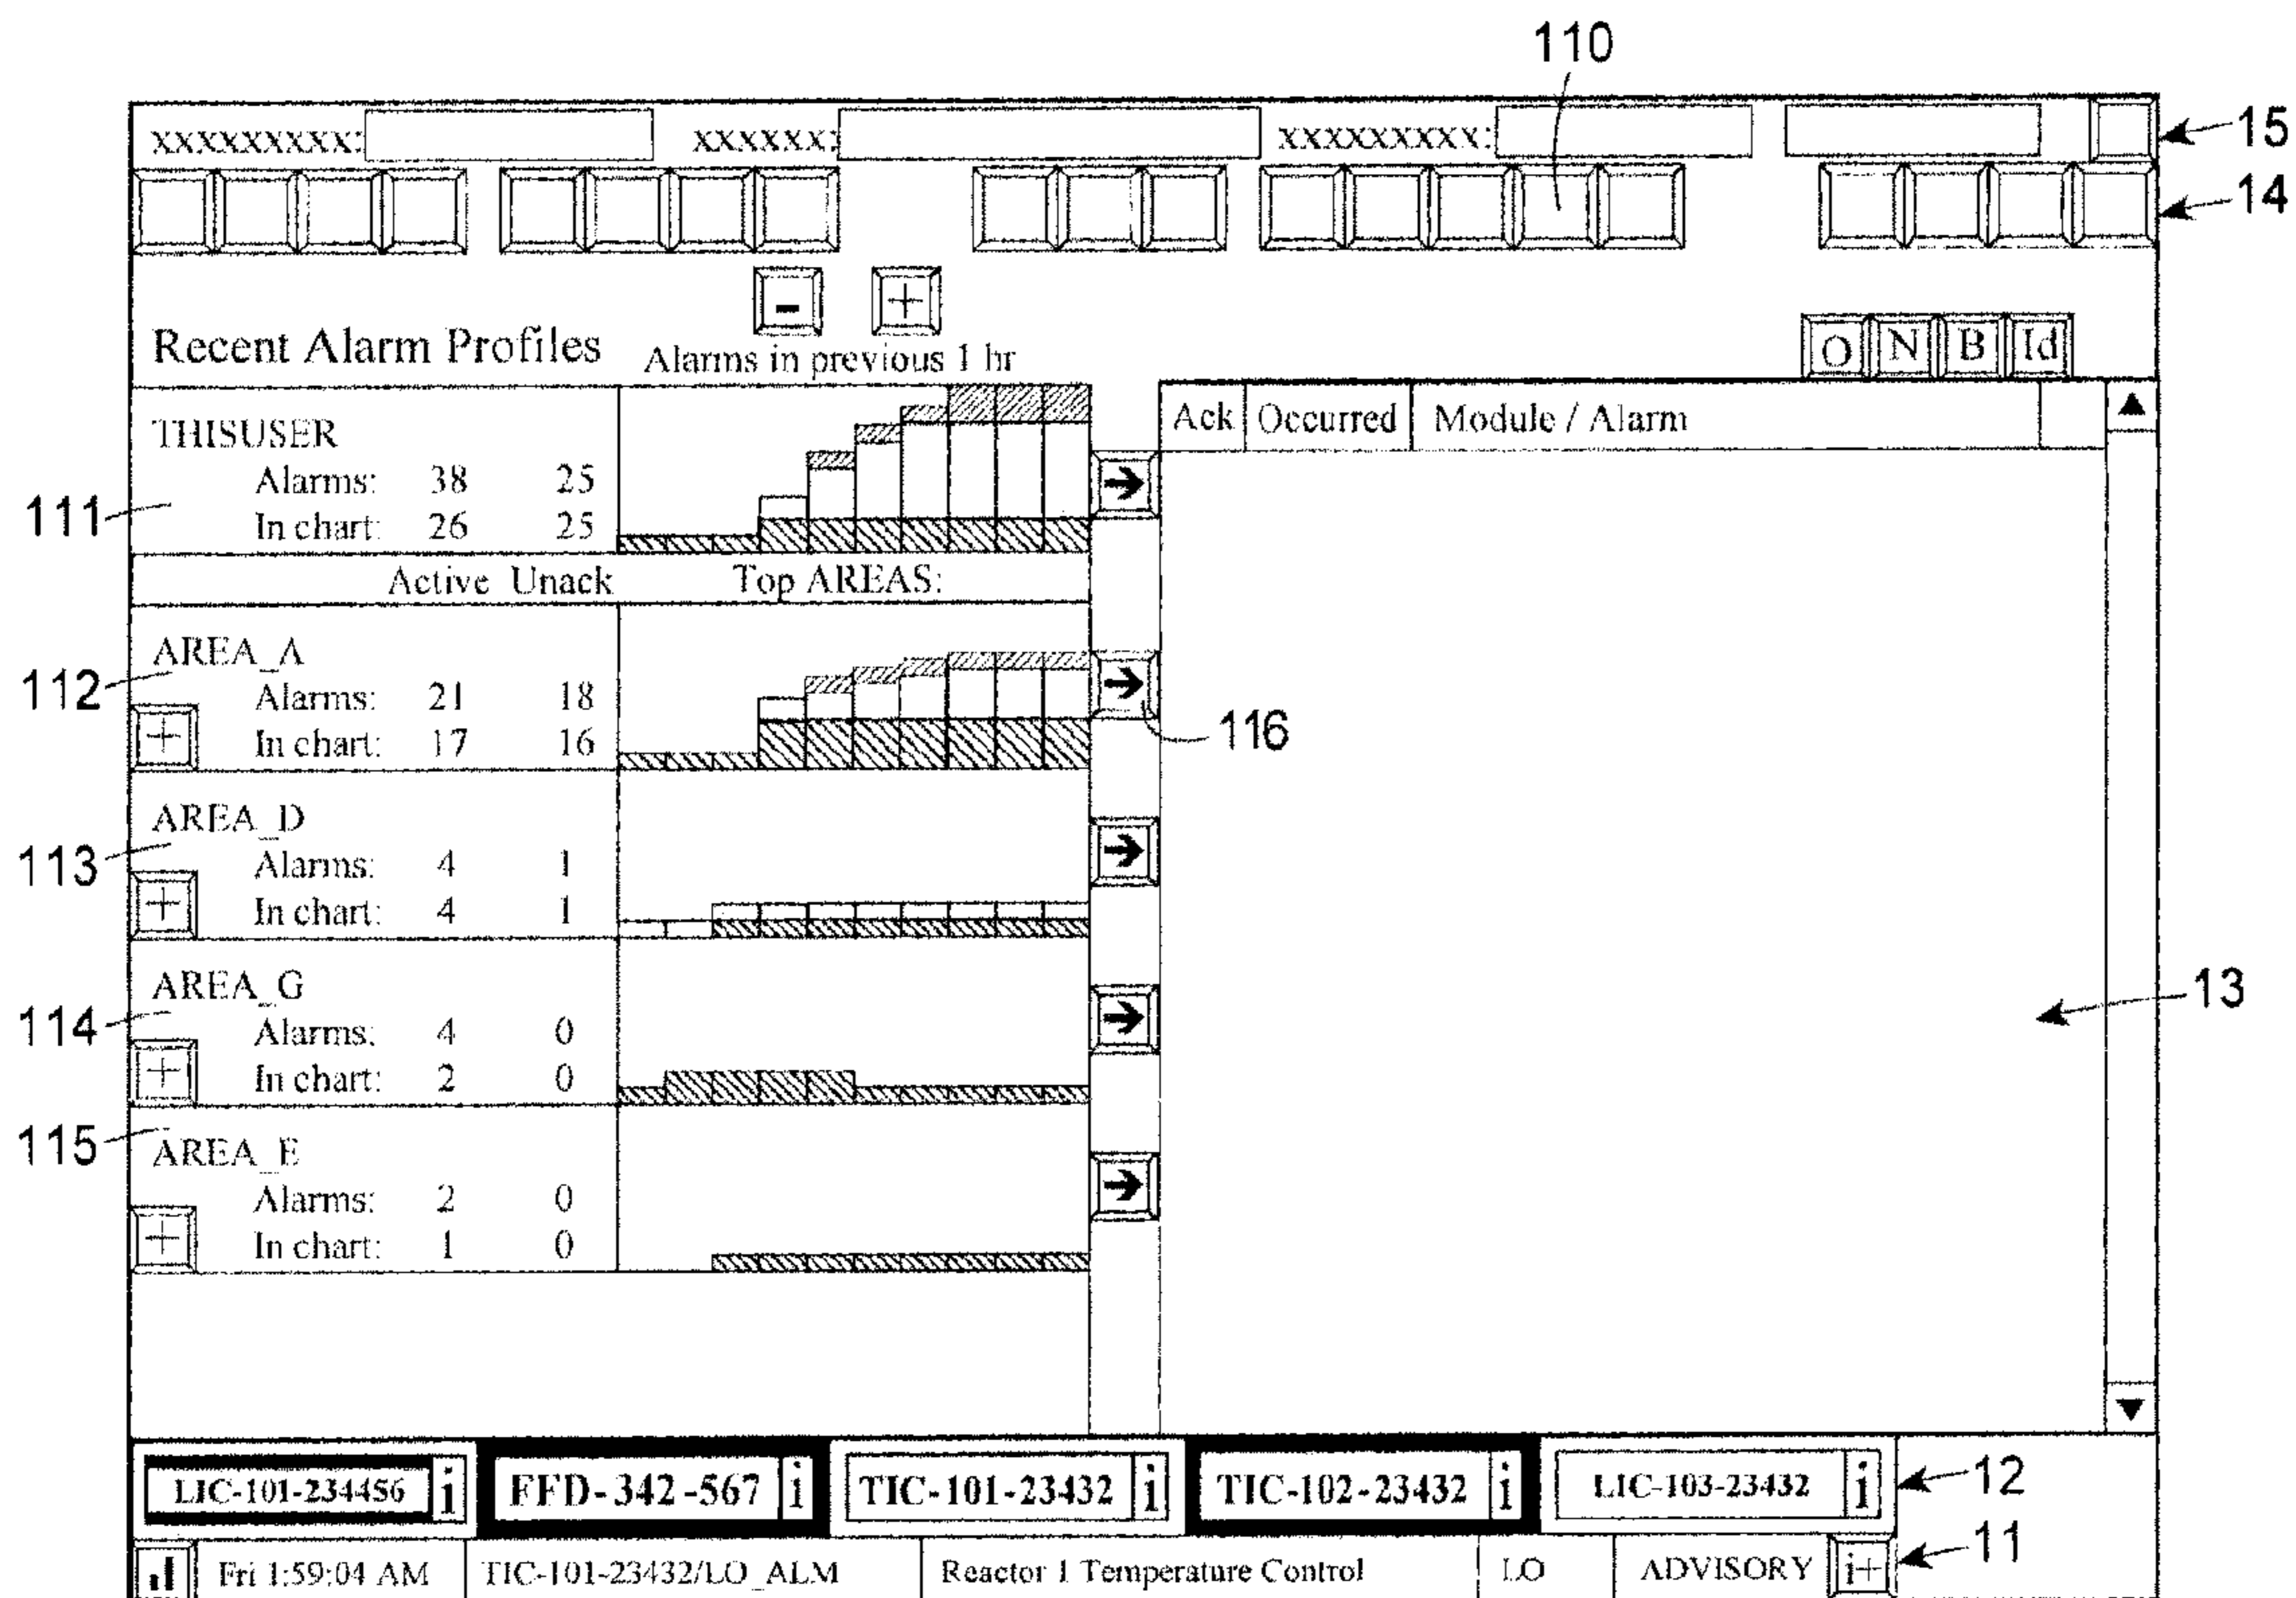 110
XXXXXXXXX: XXXXXX: XXXXXXXXX: 15
14
- +
Recent Alarm Profiles Alarms in previous 1 hr O N B Id
THISUSER Ack Occurred Module / Alarm
Alarms: 38 25
111 In chart: 26 25
Active Unack Top AREAS:
AREA_A
112 Alarms: 21 18
+ In chart: 17 16 116
AREA_D
113 Alarms: 4 1
+ In chart: 4 1
AREA_G 13
114 Alarms: 4 0
+ In chart: 2 0
115 AREA_E
Alarms: 2 0
+ In chart: 1 0
LIC-101-234456 i FFD-342-567 i TIC-101-23432 i TIC-102-23432 i LIC-103-23432 i 12
Fri 1:59:04 AM TIC-101-23432/LO_ALM Reactor 1 Temperature Control LO ADVISORY i+ 11